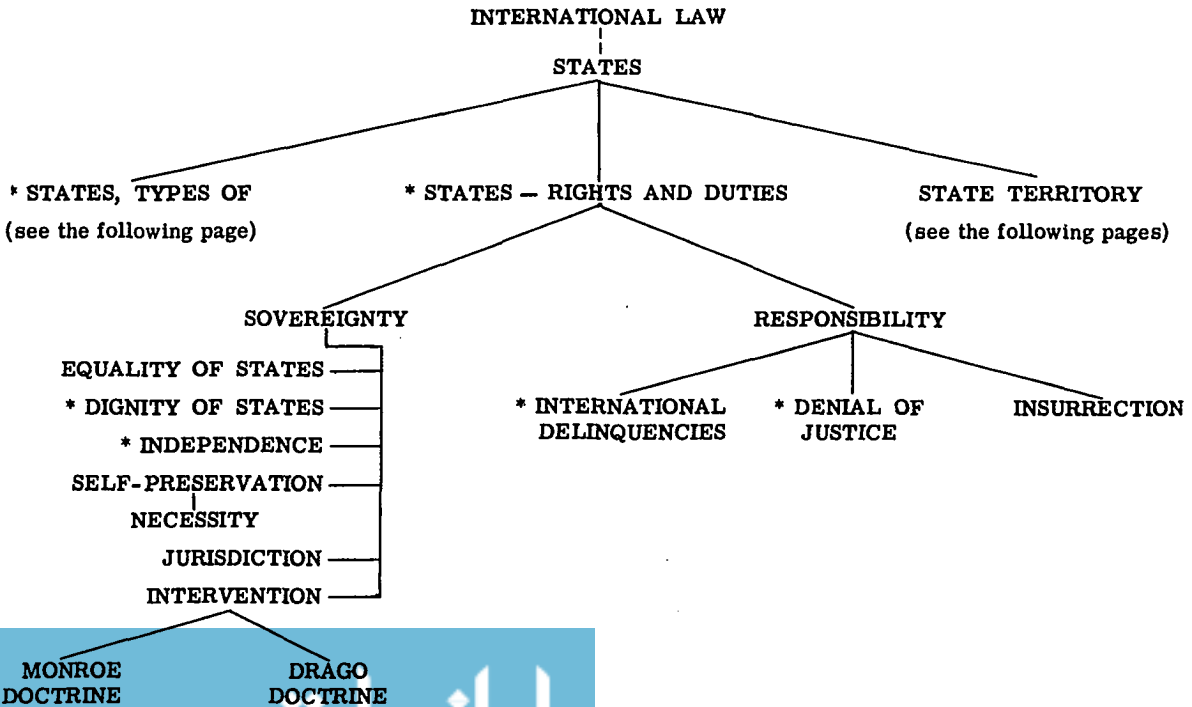 INTERNATIONAL LAW
STATES
* STATES, TYPES OF
(see the following page)
* STATES — RIGHTS AND DUTIES
STATE TERRITORY
(see the following pages)
SOVEREIGNTY
EQUALITY OF STATES
* DIGNITY OF STATES
* INDEPENDENCE
SELF-PRESERVATION
NECESSITY
JURISDICTION
INTERVENTION
MONROE
DOCTRINE
DRAGO
DOCTRINE
RESPONSIBILITY
* INTERNATIONAL
DELINQUENCIES
* DENIAL OF
JUSTICE
INSURRECTION